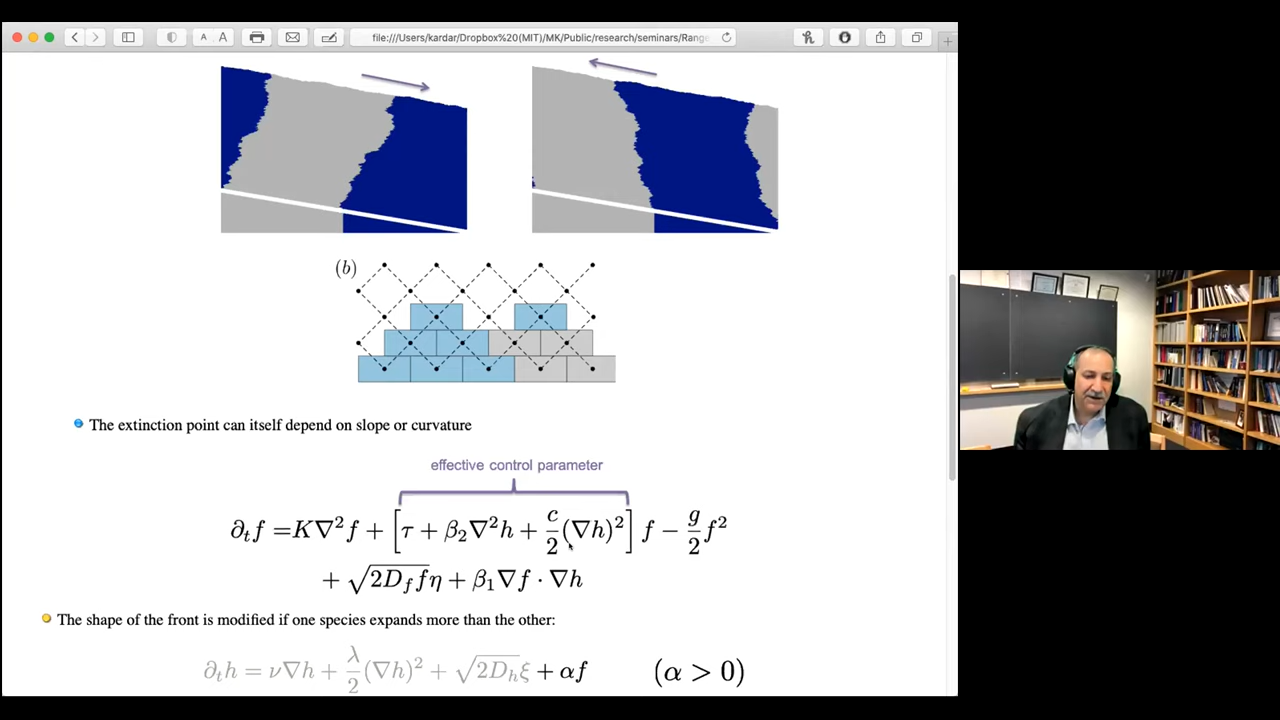 A A
file:///Users/kardar/Dropbox%20(MIT)/MK/Public/research/seminars/Rang
(b)
The extinction point can itself depend on slope or curvature
effective control parameter
∂ₜf =K∇²f + [τ + β₂∇²h + c/2 (∇h)²] f − g/2 f²
+ √(2D_f f)η + β₁∇f · ∇h
The shape of the front is modified if one species expands more than the other:
∂ₜh = ν∇h + λ/2 (∇h)² + √(2D_h)ξ + αf (α > 0)